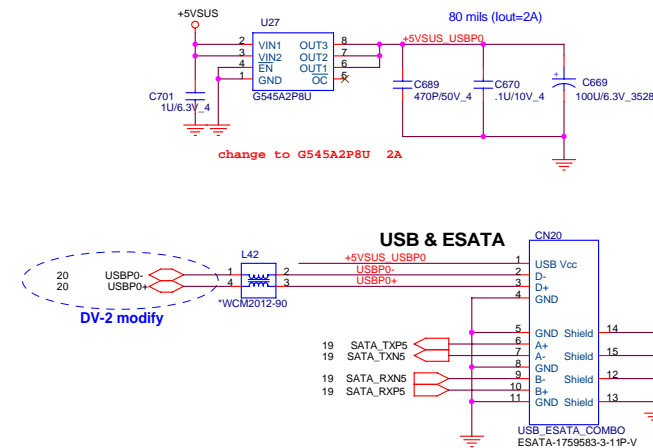 +5VSUS
U27
80 mils (Iout=2A)
+5VSUS_USBP0
2 VIN1 OUT3 8
3 VIN2 OUT2 7
4 EN OUT1 6
1 GND OC 5
G545A2P8U
C701
1U/6.3V_4
C689
470P/50V_4
C670
.1U/10V_4
+
C669
100U/6.3V_3528
change to G545A2P8U 2A
USB & ESATA
CN20
L42
+5VSUS_USBP0
1 USB Vcc
20 USBP0- 1 2 USBP0- 2 D-
20 USBP0+ 4 3 USBP0+ 3 D+
4 GND
*WCM2012-90
DV-2 modify
5 GND Shield 14
19 SATA_TXP5 6 A+
19 SATA_TXN5 7 A- Shield 15
8 GND
19 SATA_RXN5 9 B- Shield 12
19 SATA_RXP5 10 B+
11 GND Shield 13
USB_ESATA_COMBO
ESATA-1759583-3-11P-V